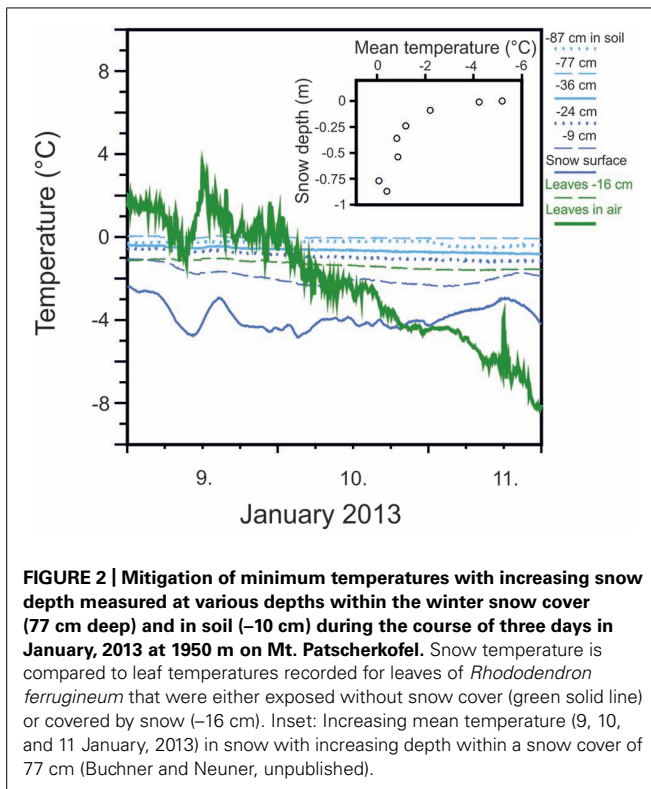 Mean temperature (°C)
0 -2 -4 -6
Snow depth (m)
0
-0.25
-0.5
-0.75
-1
-87 cm in soil
-77 cm
-36 cm
-24 cm
-9 cm
Snow surface
Leaves -16 cm
Leaves in air
Temperature (°C)
8
4
0
-4
-8
9. 10. 11.
January 2013
FIGURE 2 | Mitigation of minimum temperatures with increasing snow
depth measured at various depths within the winter snow cover
(77 cm deep) and in soil (–10 cm) during the course of three days in
January, 2013 at 1950 m on Mt. Patscherkofel. Snow temperature is
compared to leaf temperatures recorded for leaves of Rhododendron
ferrugineum that were either exposed without snow cover (green solid line)
or covered by snow (–16 cm). Inset: Increasing mean temperature (9, 10,
and 11 January, 2013) in snow with increasing depth within a snow cover of
77 cm (Buchner and Neuner, unpublished).